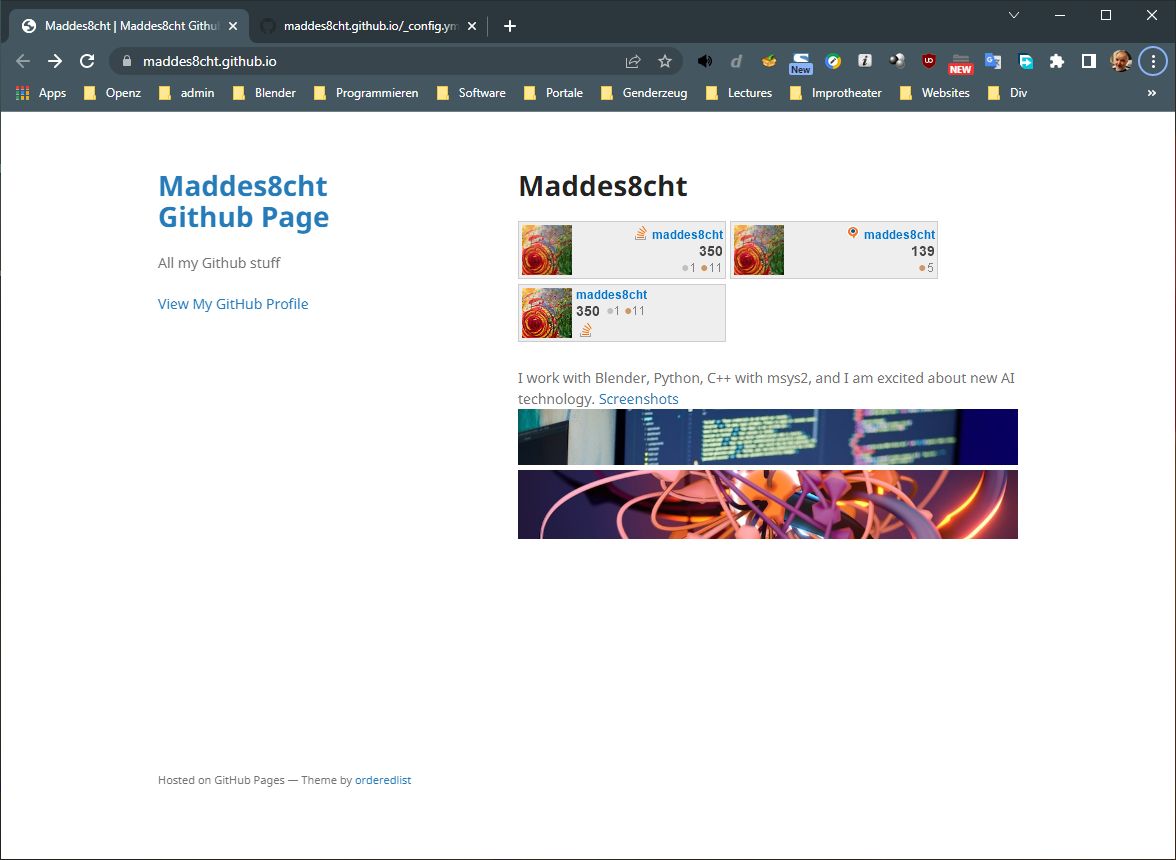 Maddes8cht | Maddes8cht Githu
maddes8cht.github.io/_config.ym
maddes8cht.github.io
d
New
i
UD
NEW
G
Apps
Openz
admin
Blender
Programmieren
Software
Portale
Genderzeug
Lectures
Improtheater
Websites
Div
»
Maddes8cht
Github Page
All my Github stuff
View My GitHub Profile
Maddes8cht
maddes8cht
350
1 11
maddes8cht
139
5
maddes8cht
350 1 11
I work with Blender, Python, C++ with msys2, and I am excited about new AI
technology. Screenshots
Hosted on GitHub Pages — Theme by orderedlist